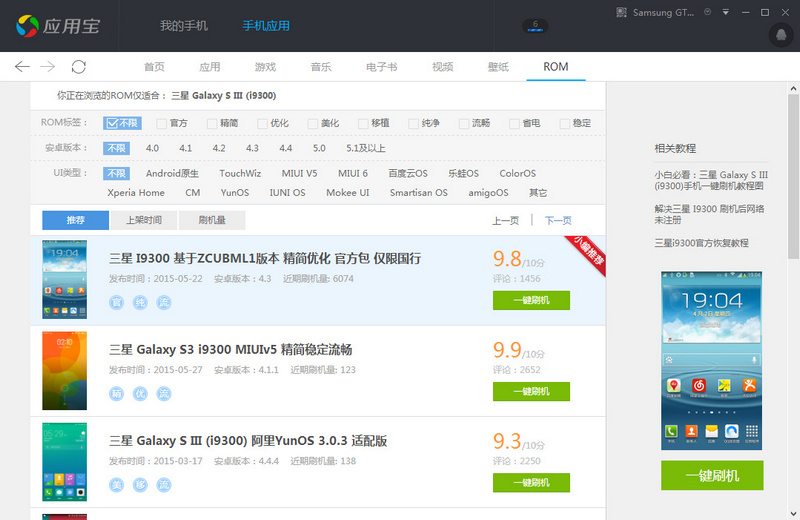 应用宝
我的手机
手机应用
6
Samsung GT...
首页
应用
游戏
音乐
电子书
视频
壁纸
ROM
你正在浏览的ROM仅适合： 三星 Galaxy S III (i9300)
ROM标签： 不限 官方 精简 优化 美化 移植 纯净 流畅 省电 稳定
安卓版本： 不限 4.0 4.1 4.2 4.3 4.4 5.0 5.1及以上
UI类型： 不限 Android原生 TouchWiz MIUI V5 MIUI 6 百度云OS 乐蛙OS ColorOS
Xperia Home CM YunOS IUNI OS Mokee UI Smartisan OS amigoOS 其它
推荐 上架时间 刷机量 上一页 下一页
三星 I9300 基于ZCUBML1版本 精简优化 官方包 仅限国行
发布时间：2015-05-22 安卓版本：4.3 近期刷机量: 6074
官 纯 流
9.8/10分
评论：1456
一键刷机
小编推荐
三星 Galaxy S3 i9300 MIUIv5 精简稳定流畅
发布时间：2015-05-27 安卓版本：4.1.1 近期刷机量: 123
精 优 流
9.9/10分
评论：2652
一键刷机
三星 Galaxy S III (i9300) 阿里YunOS 3.0.3 适配版
发布时间：2015-03-17 安卓版本：4.4.4 近期刷机量: 138
美 移 流
9.3/10分
评论：2250
一键刷机
相关教程
小白必看：三星 Galaxy S III
(i9300)手机一键刷机教程图
解决三星 I9300 刷机后网络
未注册
三星i9300官方恢复教程
19:04
一键刷机